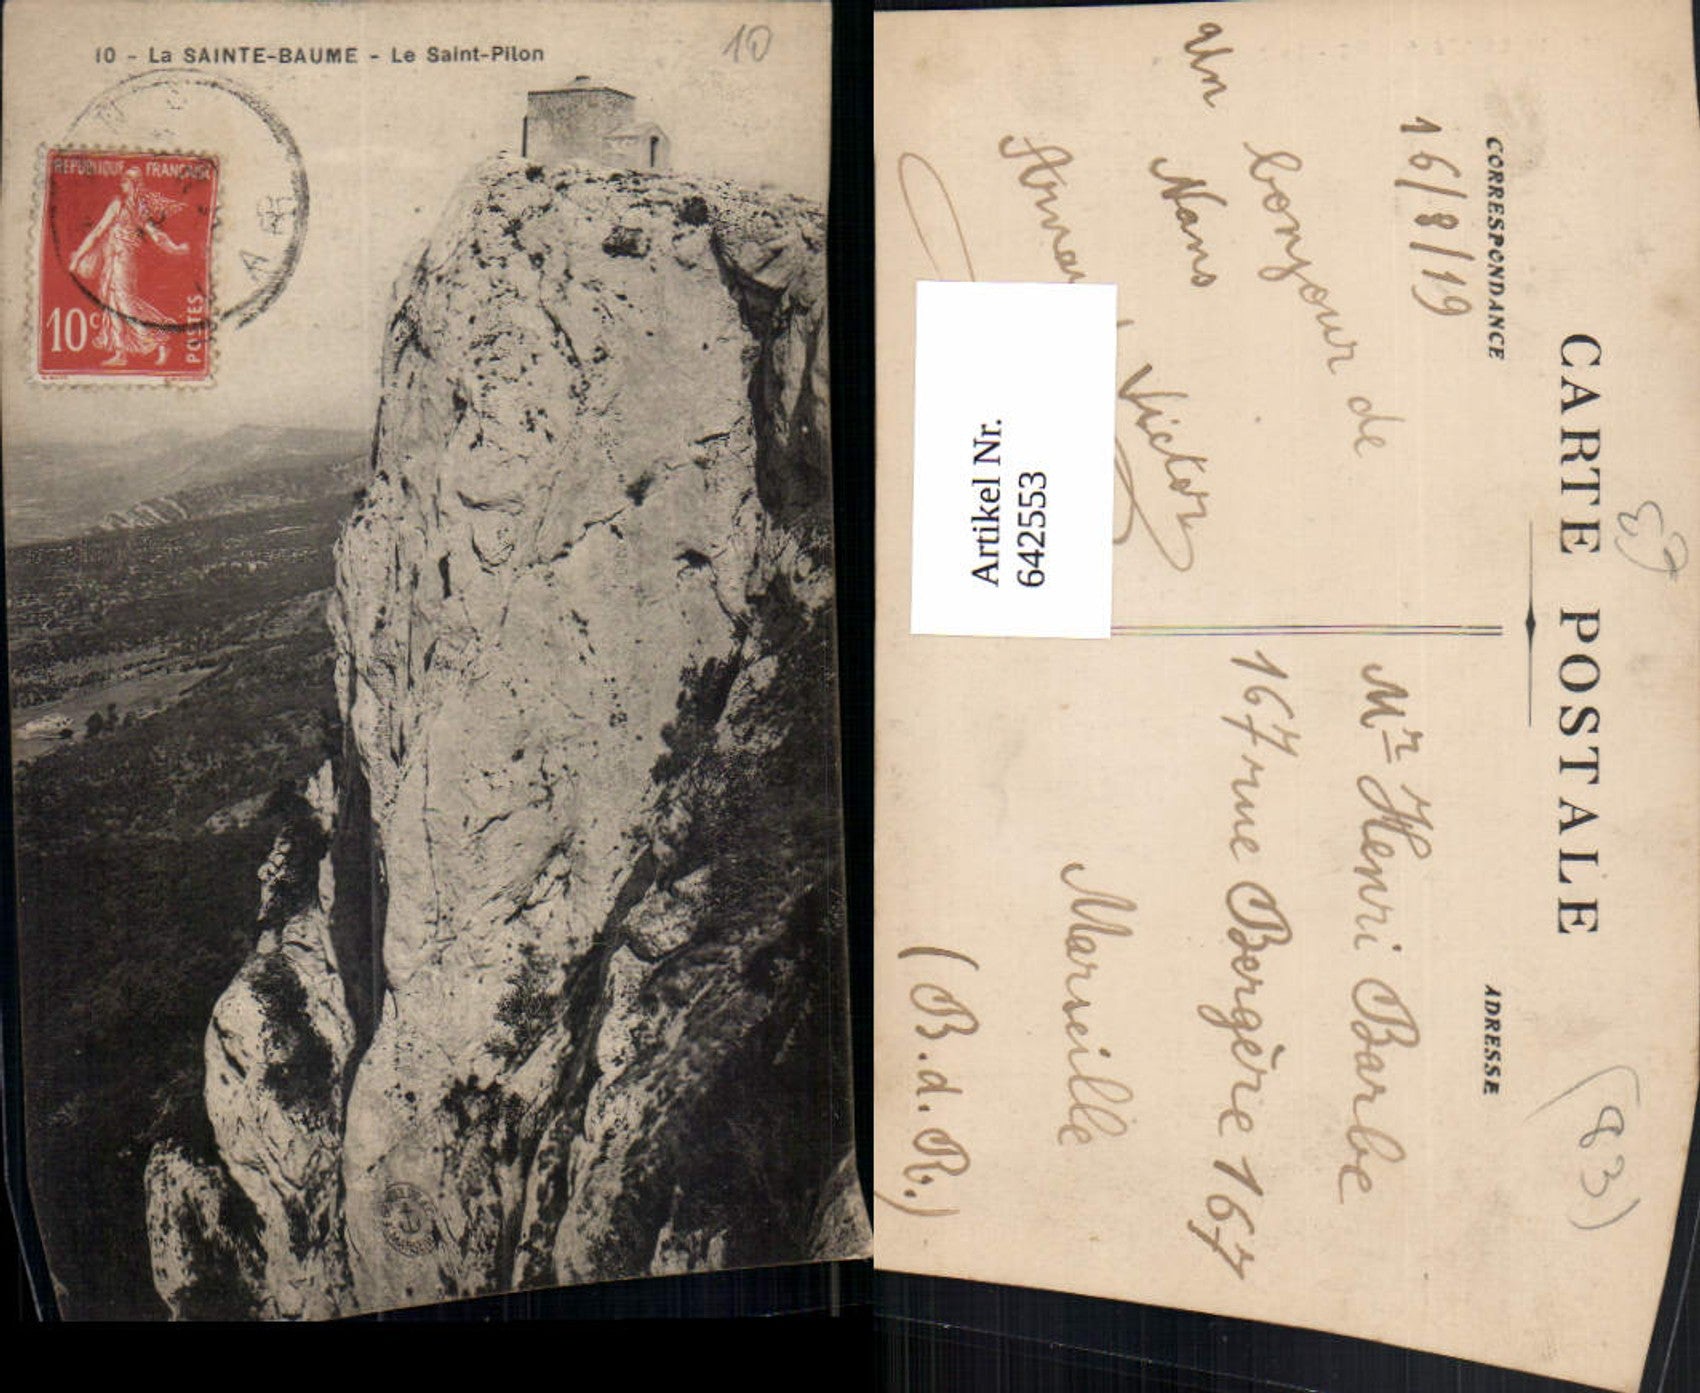 10 - La SAINTE-BAUME - Le Saint-Pilon
10
REPUBLIQUE FRANÇAISE
10c
POSTES
CARTE POSTALE
CORRESPONDANCE
ADRESSE
16/8/19
Un bonjour de
Nans
Victor
Artikel Nr.
6425553
Mr Henri Barbe
167 rue Bergère 167
Marseille
(B.d.R.)
(83)